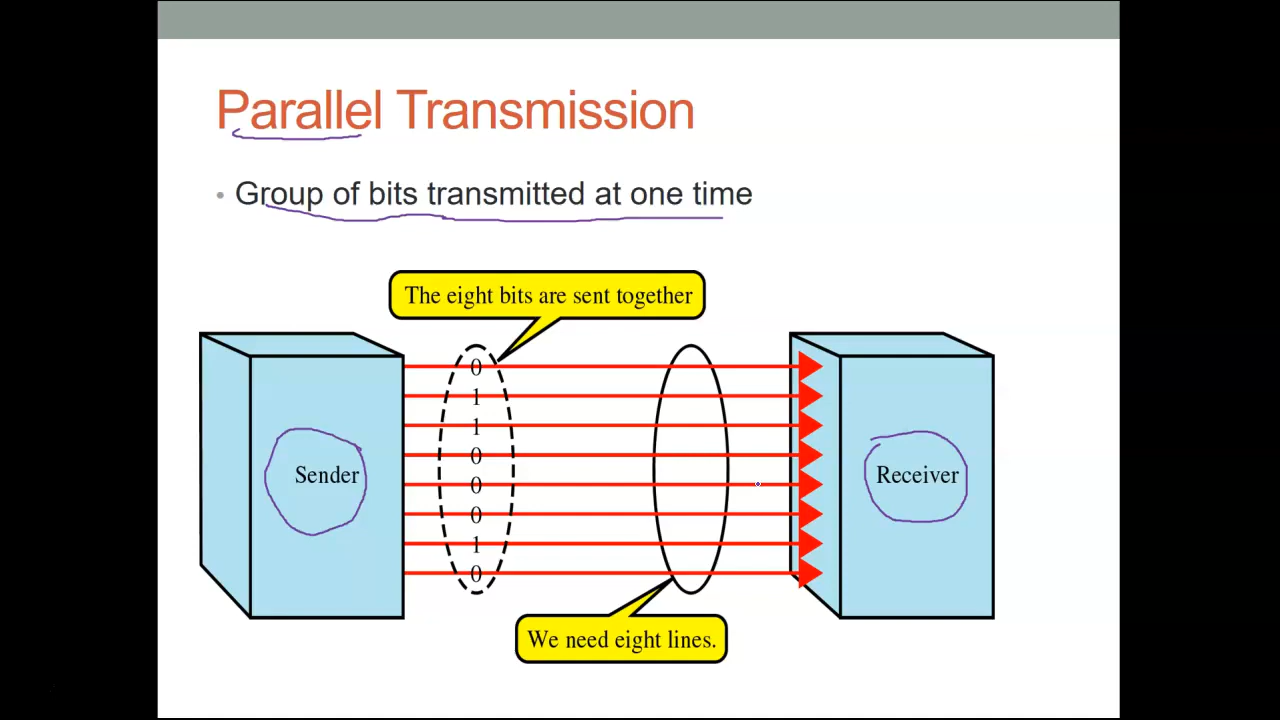 Parallel Transmission
• Group of bits transmitted at one time
The eight bits are sent together
0
1
1
0
0
0
1
0
Sender
Receiver
We need eight lines.